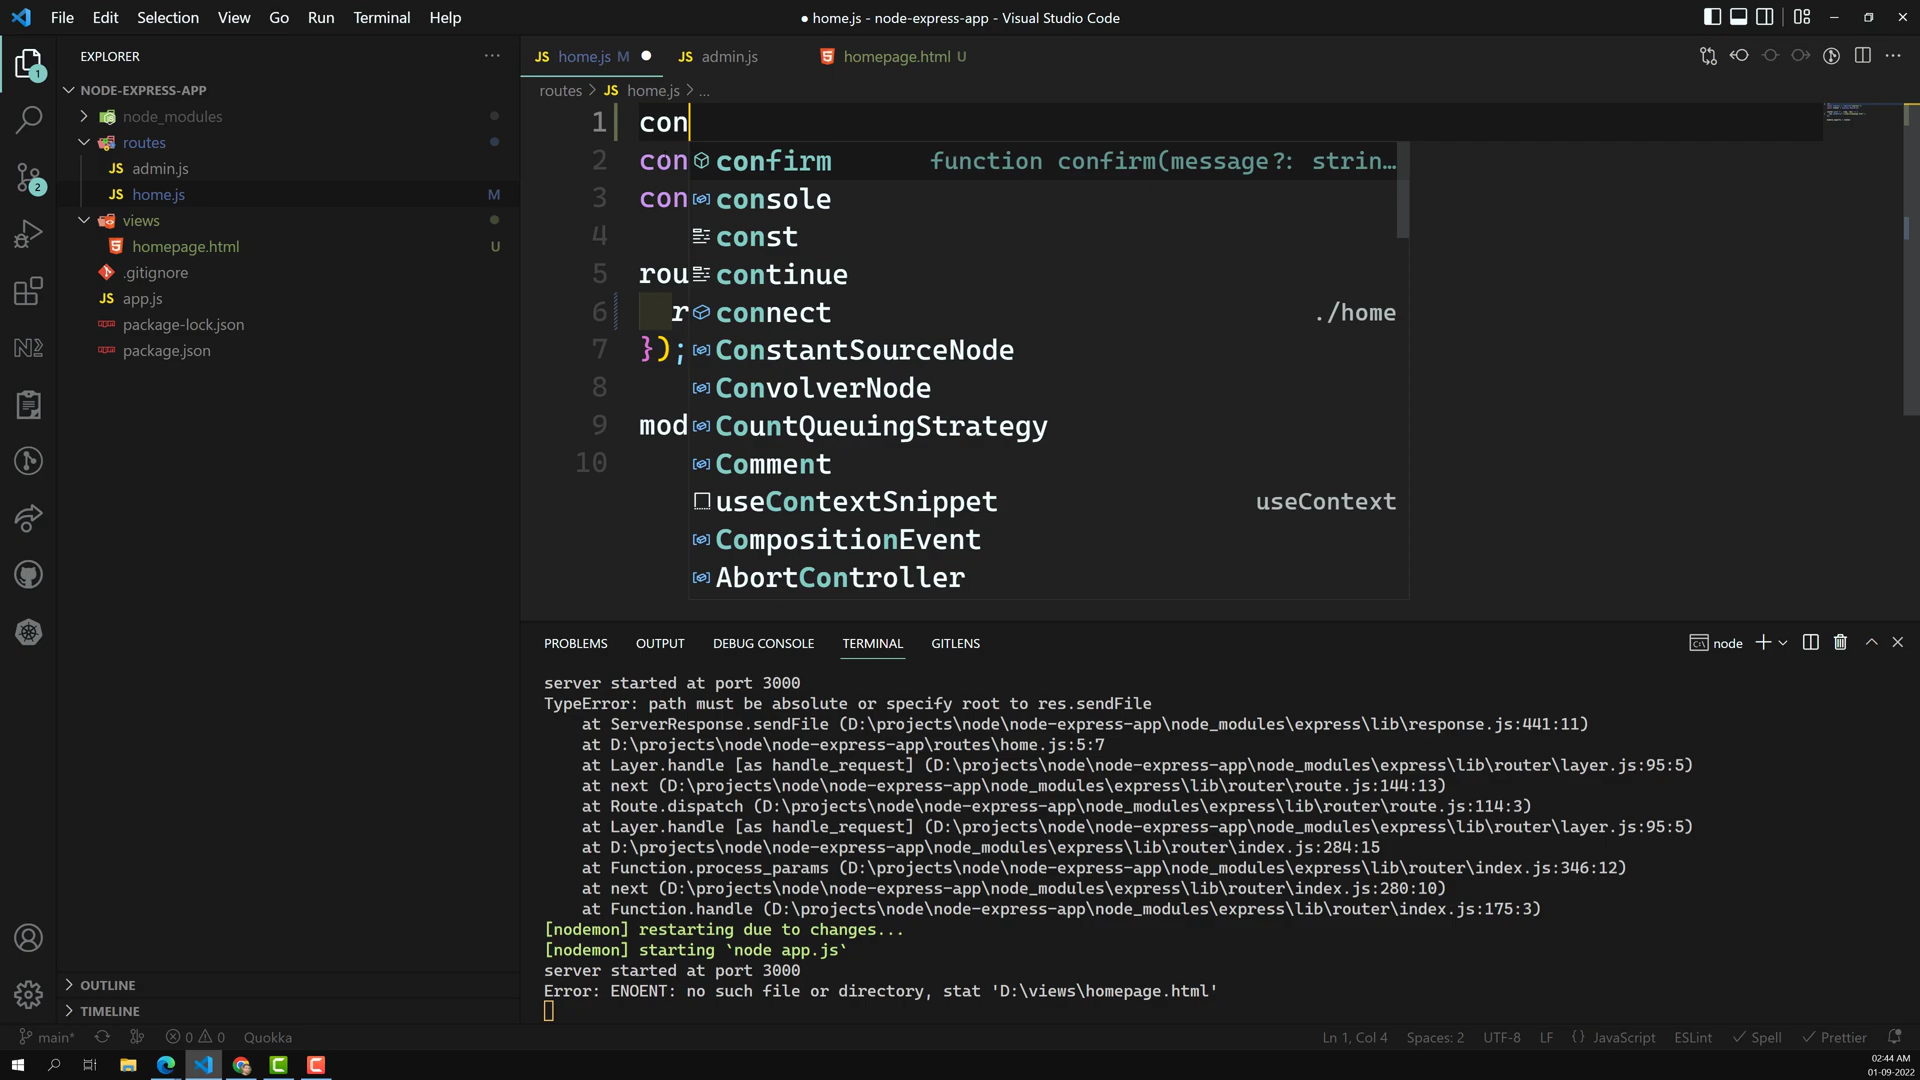 File Edit Selection View Go Run Terminal Help
● home.js - node-express-app - Visual Studio Code
EXPLORER
NODE-EXPRESS-APP
node_modules
routes
JS admin.js
JS home.js M
views
homepage.html U
.gitignore
JS app.js
package-lock.json
package.json
OUTLINE
TIMELINE
1
2
JS home.js M
JS admin.js
homepage.html U
routes > JS home.js > ...
1 con
2 con
3 con
4
5 rou
6 r
7 });
8
9 mod
10
confirm function confirm(message?: strin…
console
const
continue
connect ./home
ConstantSourceNode
ConvolverNode
CountQueuingStrategy
Comment
useContextSnippet useContext
CompositionEvent
AbortController
PROBLEMS OUTPUT DEBUG CONSOLE TERMINAL GITLENS
node
server started at port 3000
TypeError: path must be absolute or specify root to res.sendFile
at ServerResponse.sendFile (D:\projects\node\node-express-app\node_modules\express\lib\response.js:441:11)
at D:\projects\node\node-express-app\routes\home.js:5:7
at Layer.handle [as handle_request] (D:\projects\node\node-express-app\node_modules\express\lib\router\layer.js:95:5)
at next (D:\projects\node\node-express-app\node_modules\express\lib\router\route.js:144:13)
at Route.dispatch (D:\projects\node\node-express-app\node_modules\express\lib\router\route.js:114:3)
at Layer.handle [as handle_request] (D:\projects\node\node-express-app\node_modules\express\lib\router\layer.js:95:5)
at D:\projects\node\node-express-app\node_modules\express\lib\router\index.js:284:15
at Function.process_params (D:\projects\node\node-express-app\node_modules\express\lib\router\index.js:346:12)
at next (D:\projects\node\node-express-app\node_modules\express\lib\router\index.js:280:10)
at Function.handle (D:\projects\node\node-express-app\node_modules\express\lib\router\index.js:175:3)
[nodemon] restarting due to changes...
[nodemon] starting `node app.js`
server started at port 3000
Error: ENOENT: no such file or directory, stat 'D:\views\homepage.html'
main* 0 0 Quokka
Ln 1, Col 4 Spaces: 2 UTF-8 LF {} JavaScript ESLint Spell Prettier
02:44 AM
01-09-2022